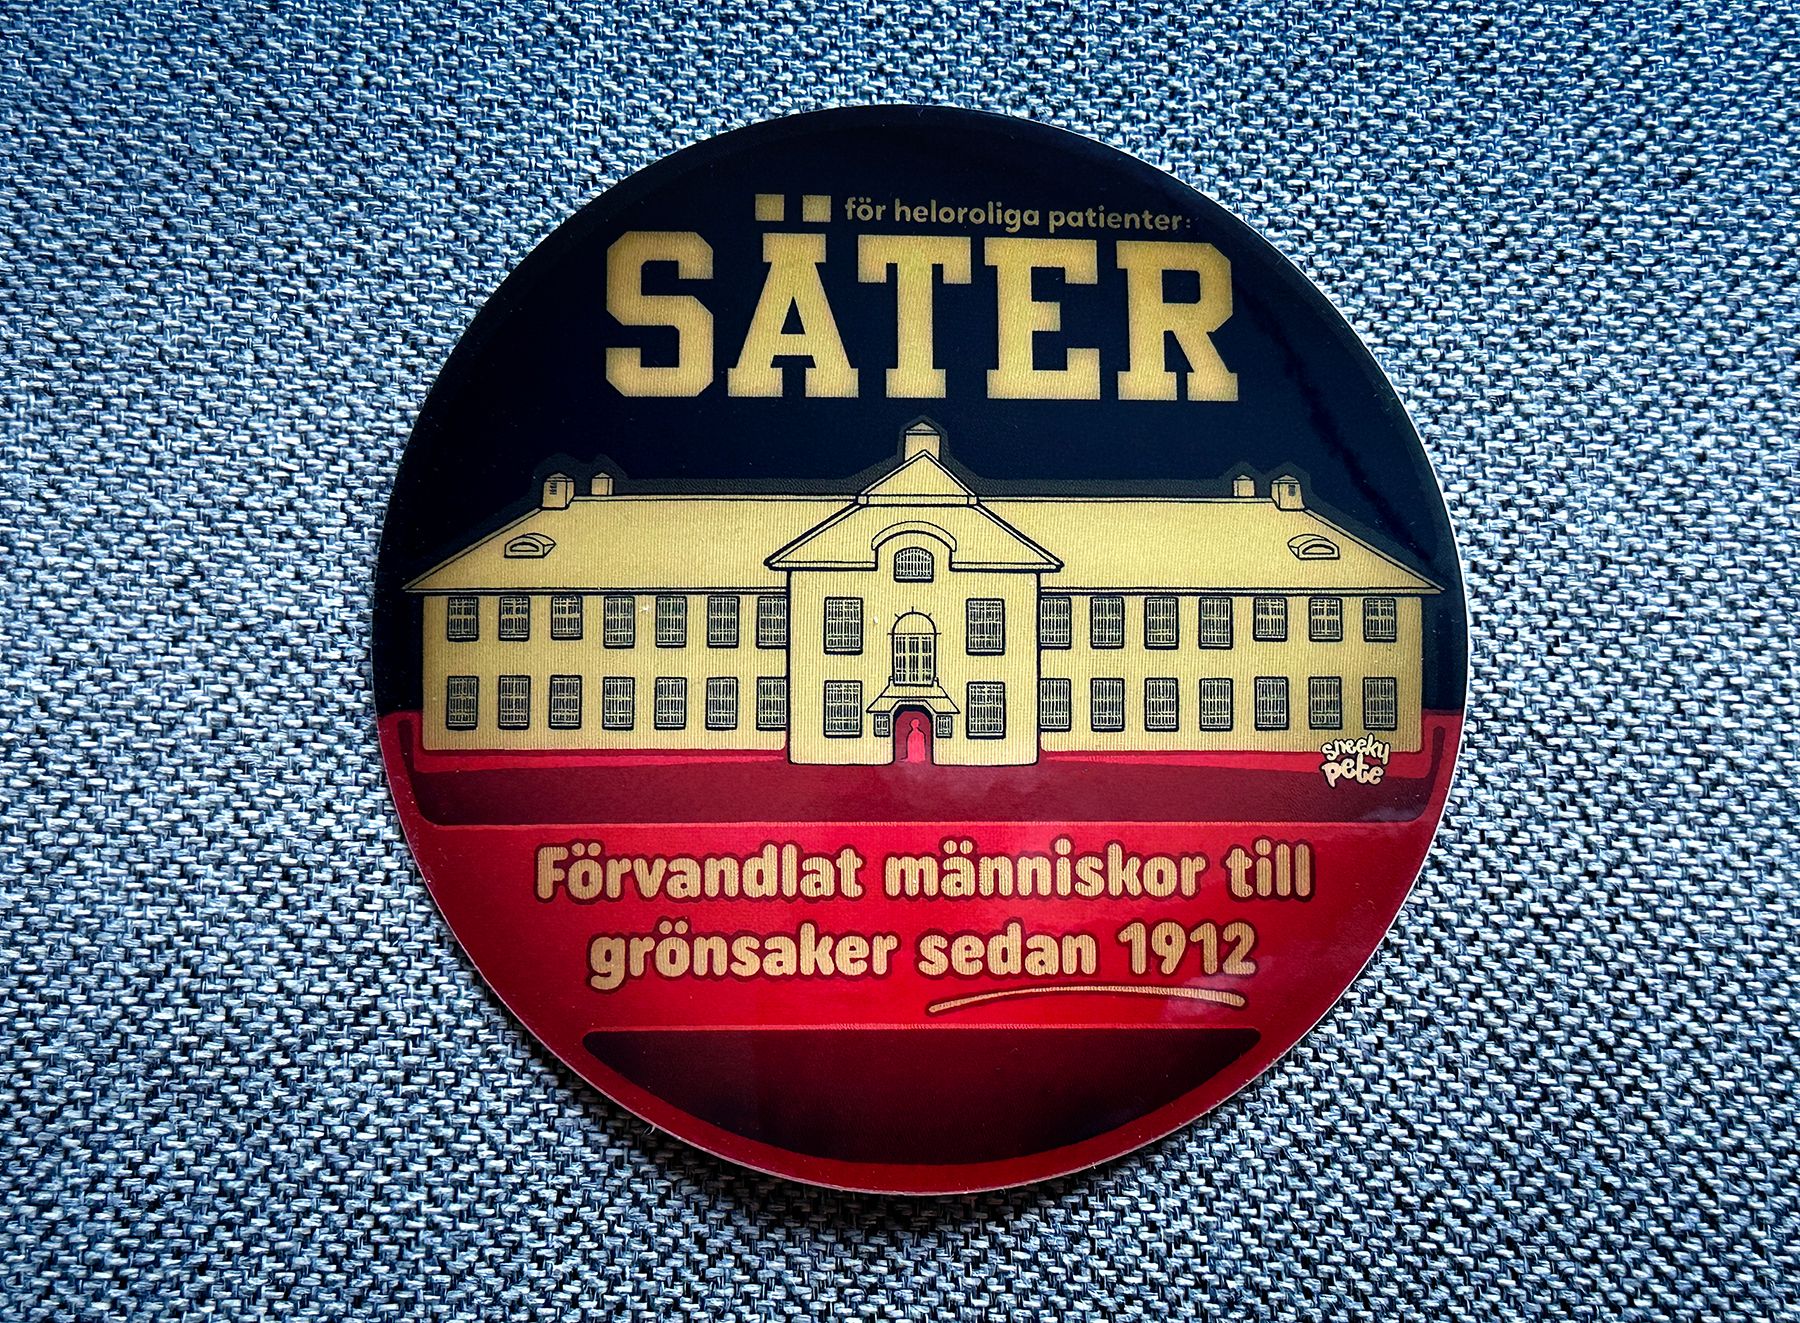 för heloroliga patienter:
SÄTER
sneeky
pete
Förvandlat människor till
grönsaker sedan 1912